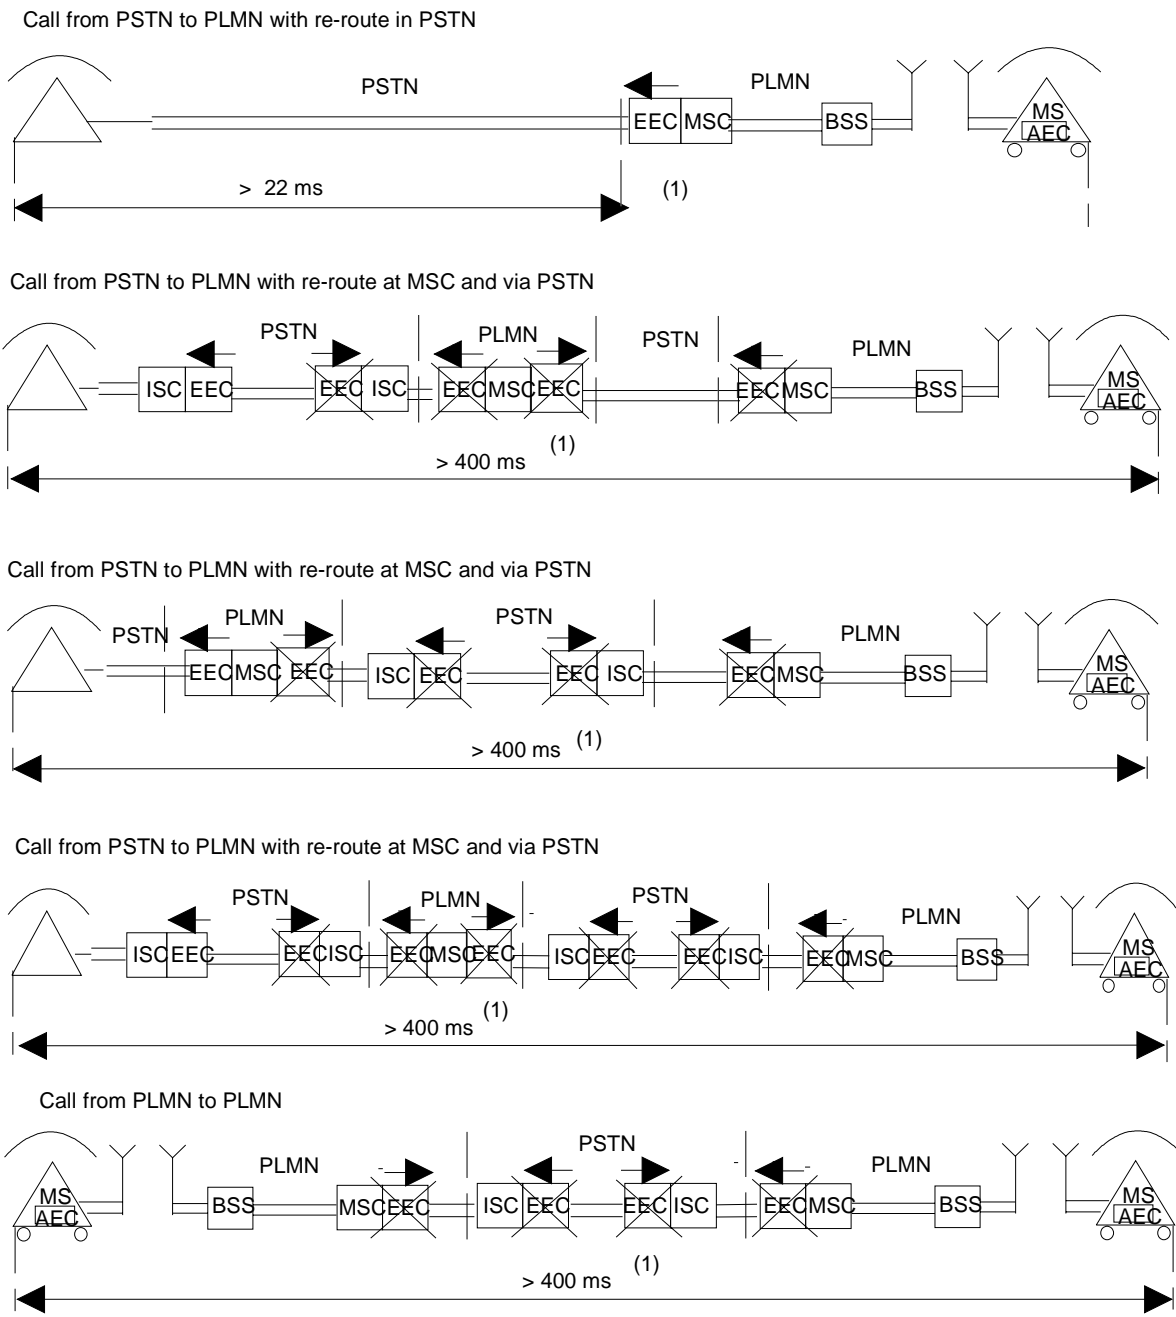 Call from PSTN to PLMN with re-route in PSTN
PSTN PLMN
EEC MSC BSS MS
AEC
> 22 ms (1)
Call from PSTN to PLMN with re-route at MSC and via PSTN
PSTN PLMN PSTN PLMN
ISC EEC EEC ISC EEC MSC EEC EEC MSC BSS MS
AEC
(1)
> 400 ms
Call from PSTN to PLMN with re-route at MSC and via PSTN
PSTN PLMN PSTN PLMN
EEC MSC EEC ISC EEC EEC ISC EEC MSC BSS MS
AEC
(1)
> 400 ms
Call from PSTN to PLMN with re-route at MSC and via PSTN
PSTN PLMN PSTN PLMN
ISC EEC EEC ISC EEC MSC EEC ISC EEC EEC ISC EEC MSC BSS MS
AEC
(1)
> 400 ms
Call from PLMN to PLMN
PLMN PSTN PLMN
MS BSS MSC EEC ISC EEC EEC ISC EEC MSC BSS MS
AEC AEC
(1)
> 400 ms